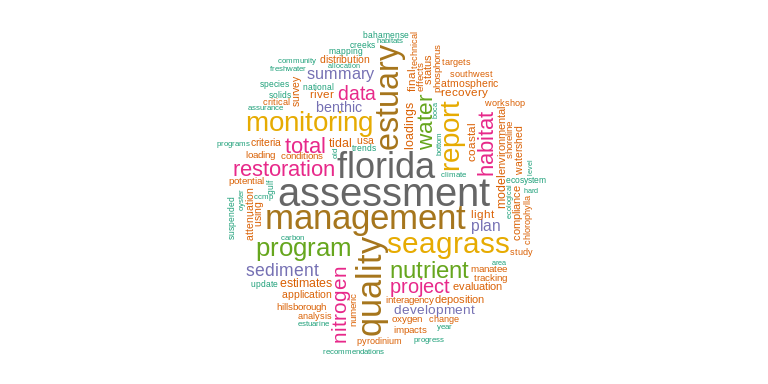 bahamense
creeks
habitats
mapping
community
distribution
allocation
freshwater
summary
estuary
final
technical
effects
status
phosphorus
targets
southwest
atmospheric
recovery
species
national
solids
survey
data
critical
river
benthic
assurance
loadings
water
boca
report
workshop
monitoring
coastal
habitat
environmental
shoreline
watershed
programs
criteria
total
tidal
usa
old
trends
bottom
loading
conditions
restoration
florida
climate
model
level
ecosystem
potential
gulf
assessment
ecological
hard
oyster
ccmp
suspended
attenuation
using
management
light
plan
compliance
chlorophyll
carbon
program
quality
seagrass
study
sediment
nutrient
area
manatee
tracking
update
estimates
nitrogen
project
evaluation
application
numeric
interagency
deposition
hillsborough
development
analysis
oxygen
change
estuarine
impacts
year
pyrodinium
progress
recommendations